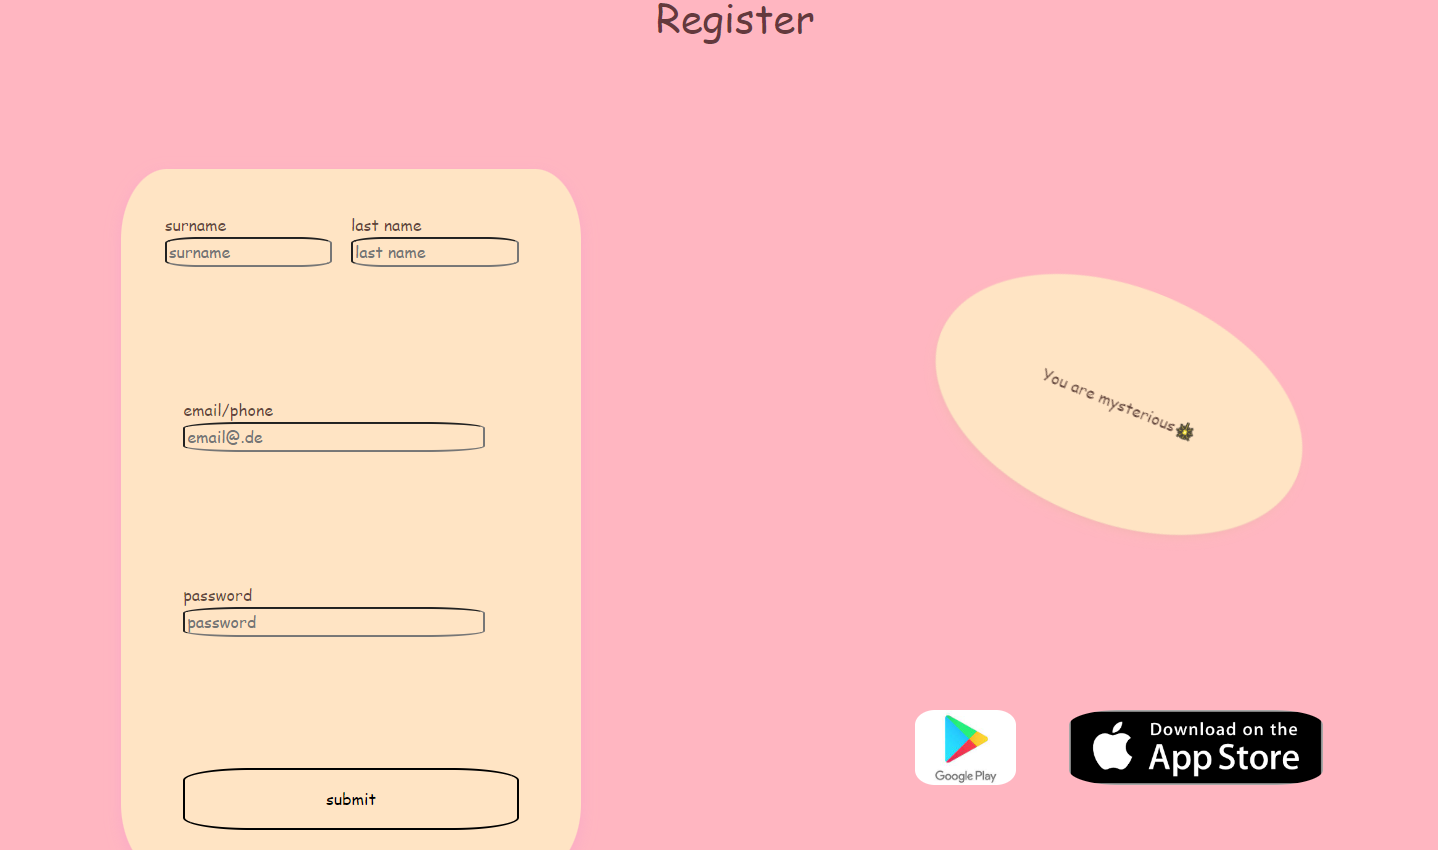 Register
surname
last name
surname
last name
email/phone
email@.de
password
password
submit
You are mysterious
Google Play
Download on the
App Store